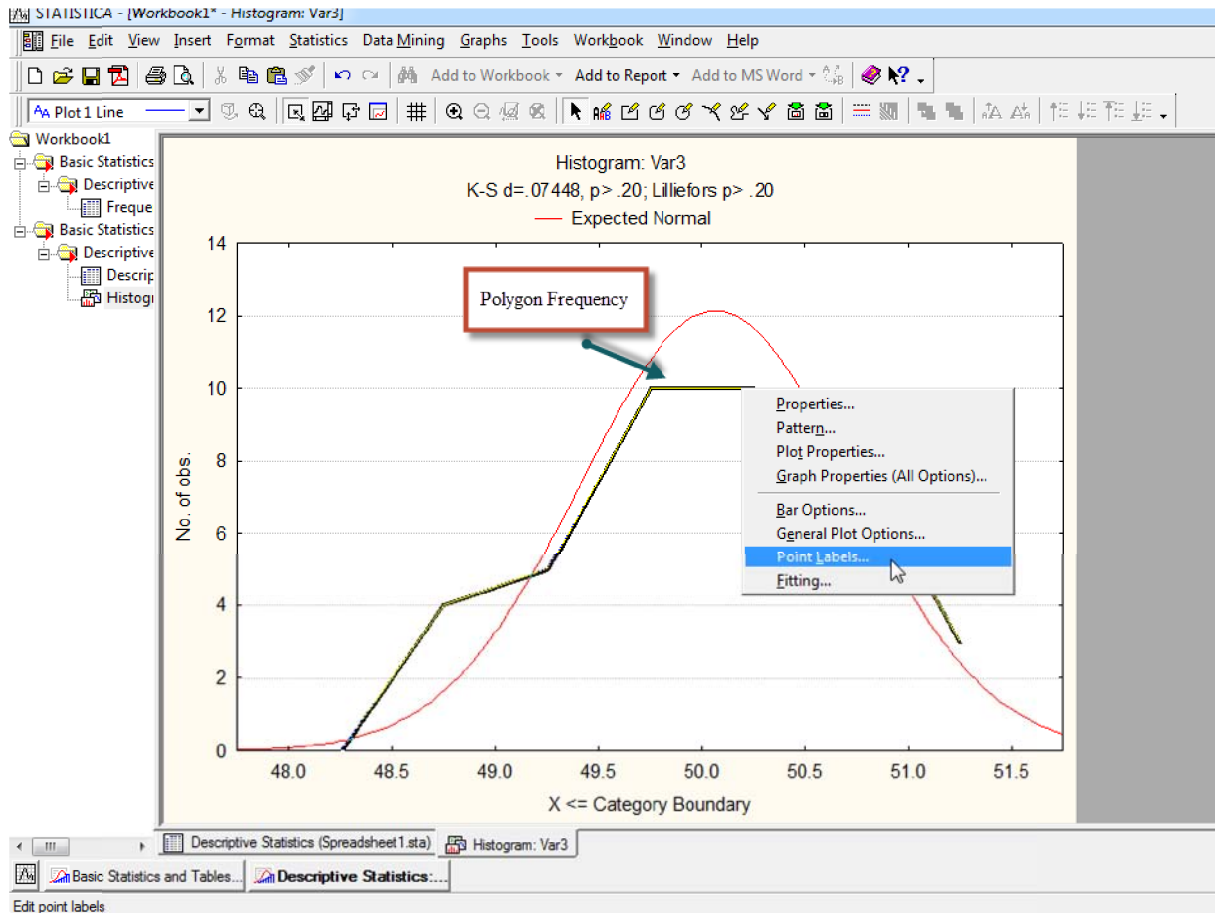 STATISTICA - [Workbook1* - Histogram: Var3]
File Edit View Insert Format Statistics Data Mining Graphs Tools Workbook Window Help
Add to Workbook Add to Report Add to MS Word
Plot 1 Line
Workbook1
Basic Statistics
Descriptive
Freque
Basic Statistics
Descriptive
Descrip
Histogr
Histogram: Var3
K-S d=.07448, p> .20; Lilliefors p> .20
Expected Normal
Polygon Frequency
No. of obs.
14
12
10
8
6
4
2
0
48.0 48.5 49.0 49.5 50.0 50.5 51.0 51.5
X <= Category Boundary
Properties...
Pattern...
Plot Properties...
Graph Properties (All Options)...
Bar Options...
General Plot Options...
Point Labels...
Fitting...
Descriptive Statistics (Spreadsheet1.sta) Histogram: Var3
Basic Statistics and Tables... Descriptive Statistics:...
Edit point labels